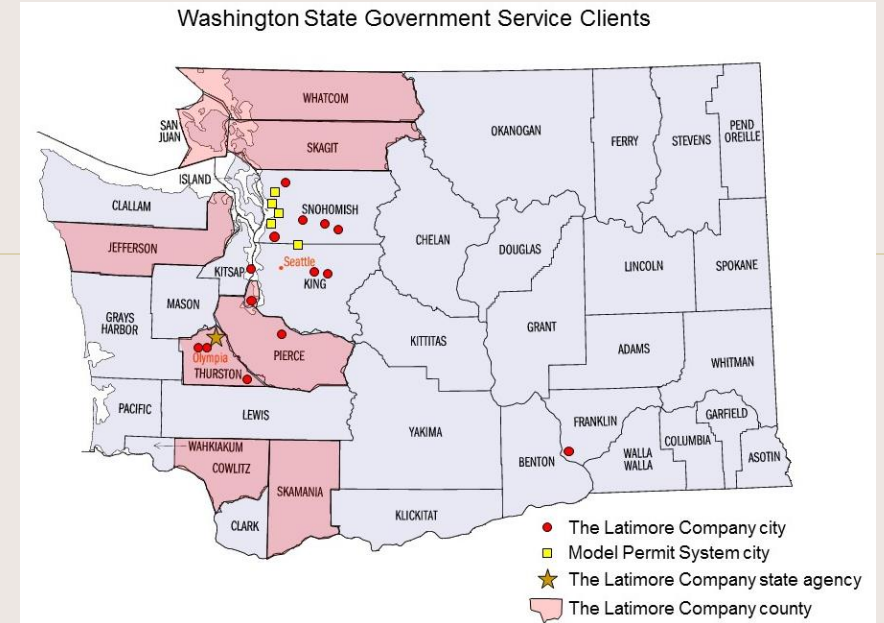 Washington State Government Service Clients
WHATCOM
SAN
JUAN
SKAGIT
OKANOGAN
FERRY
STEVENS
PEND
OREILLE
ISLAND
CLALLAM
SNOHOMISH
CHELAN
DOUGLAS
JEFFERSON
KITSAP
Seattle
KING
LINCOLN
SPOKANE
MASON
GRAYS
HARBOR
KITTITAS
GRANT
ADAMS
WHITMAN
Olympia
THURSTON
PIERCE
PACIFIC
LEWIS
YAKIMA
FRANKLIN
GARFIELD
COLUMBIA
WALLA
WALLA
ASOTIN
BENTON
WAHKIAKUM
COWLITZ
SKAMANIA
CLARK
KLICKITAT
The Latimore Company city
Model Permit System city
The Latimore Company state agency
The Latimore Company county